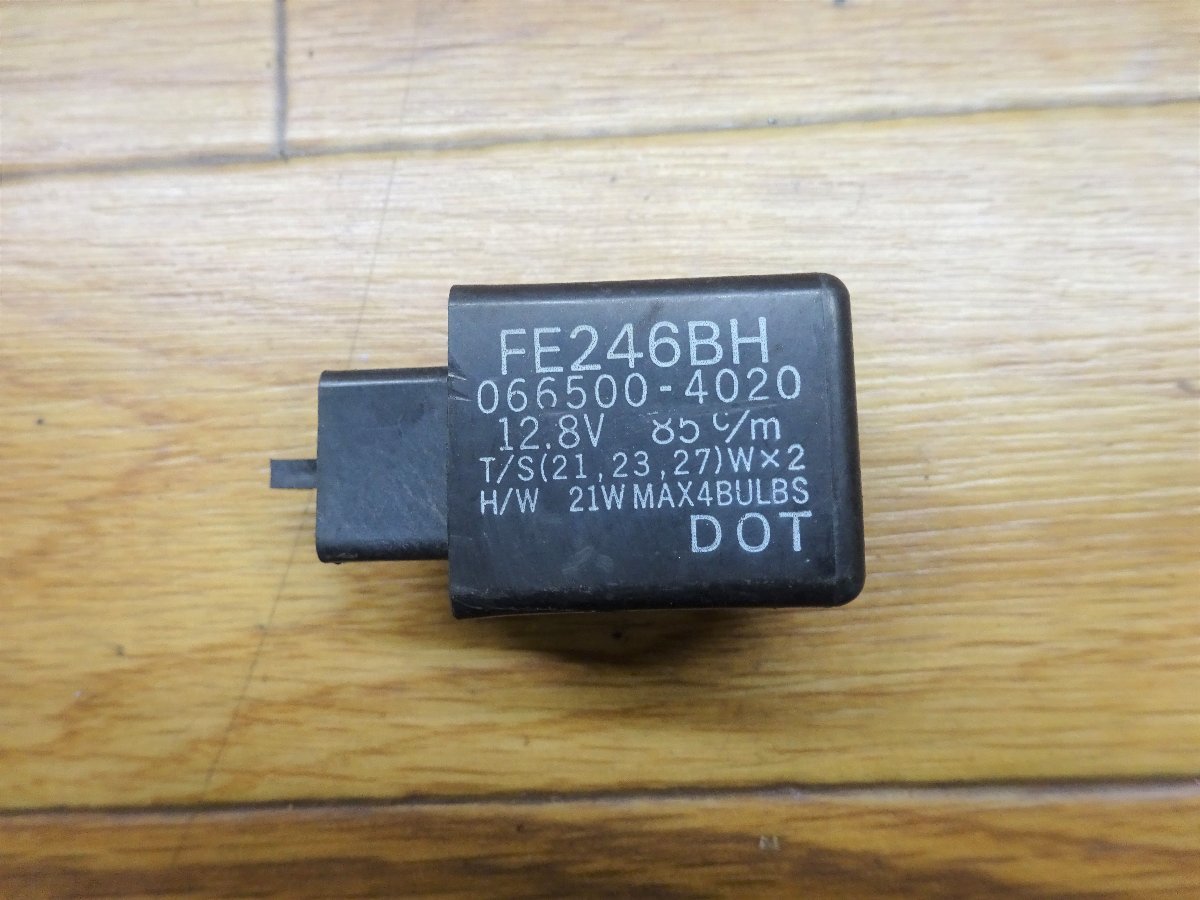 FE246BH
066500-4020
12.8V 85 c/m
T/S(21,23,27)W×2
H/W 21W MAX4BULBS
DOT